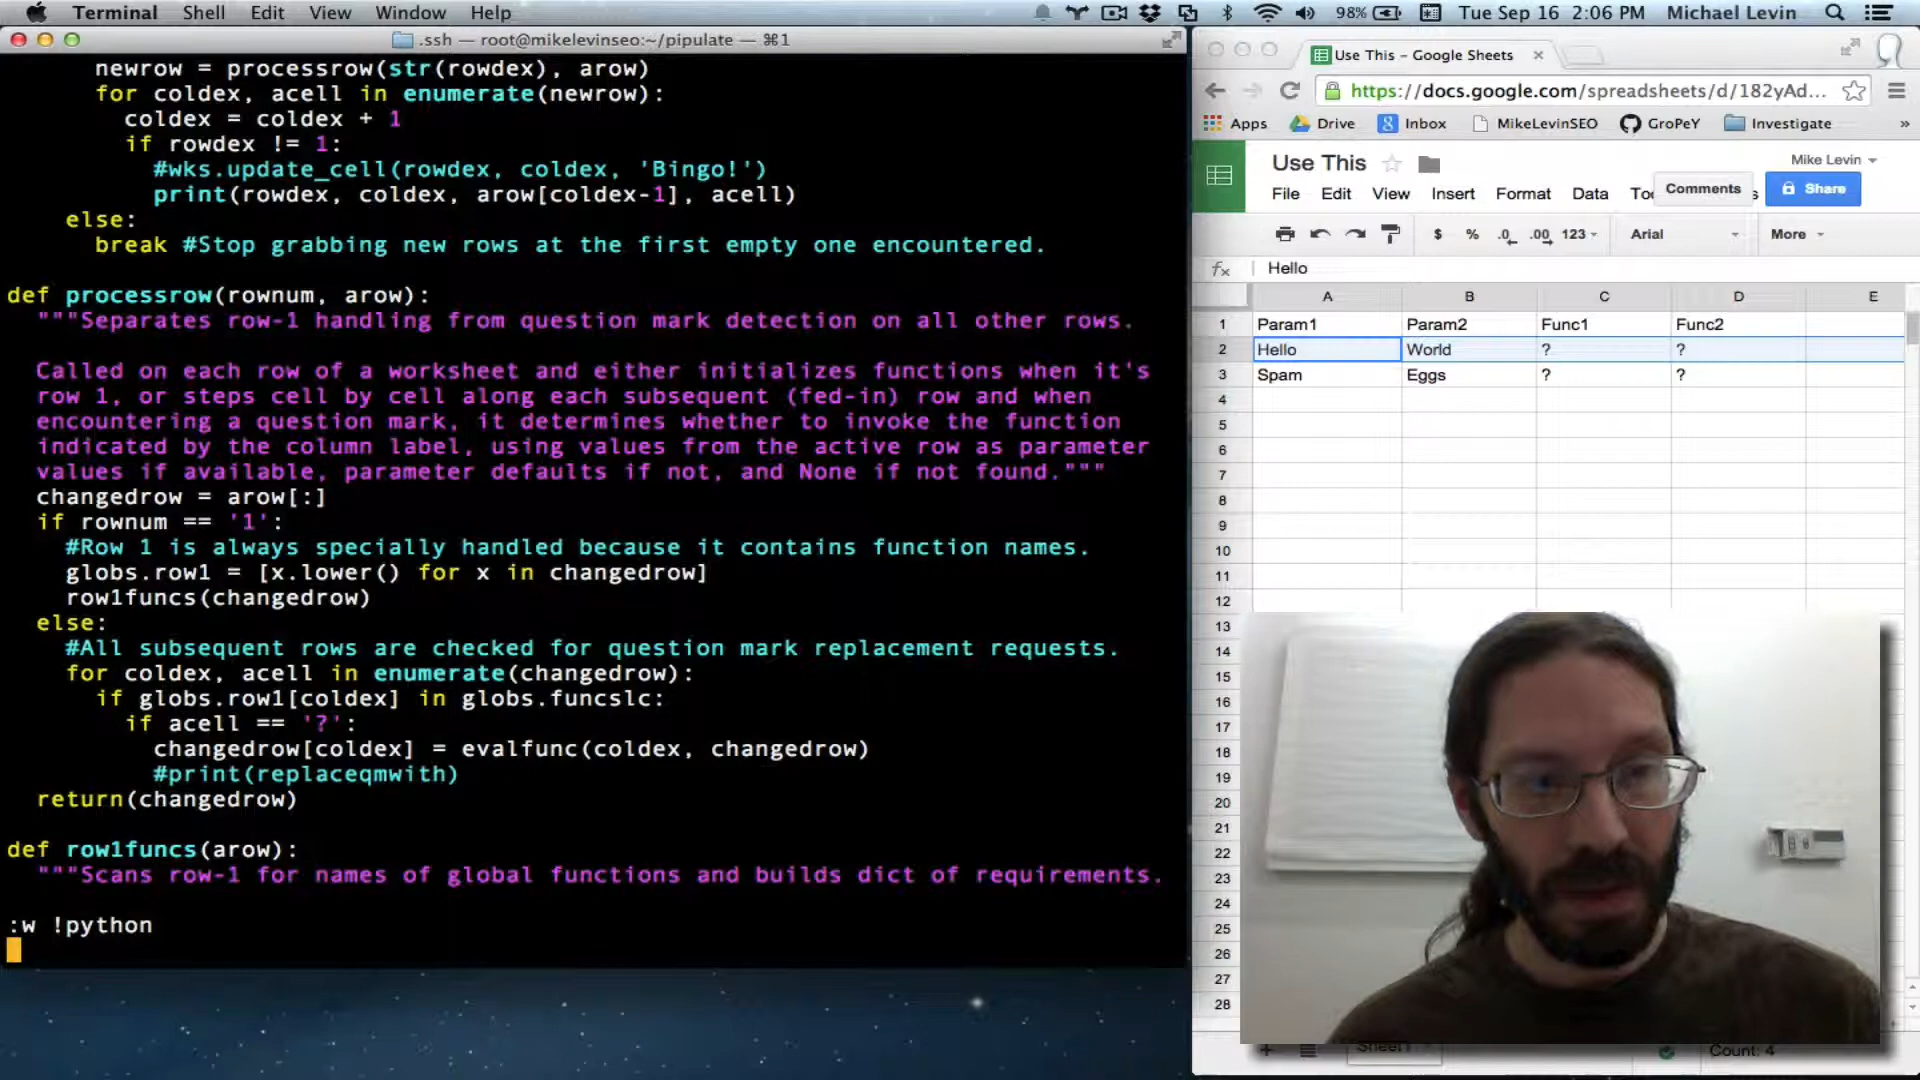 Terminal Shell Edit View Window Help 98% Tue Sep 16 2:06 PM Michael Levin
.ssh — root@mikelevinseo:~/pipulate — ⌘1
newrow = processrow(str(rowdex), arow)
for coldex, acell in enumerate(newrow):
coldex = coldex + 1
if rowdex != 1:
#wks.update_cell(rowdex, coldex, 'Bingo!')
print(rowdex, coldex, arow[coldex-1], acell)
else:
break #Stop grabbing new rows at the first empty one encountered.
def processrow(rownum, arow):
"""Separates row-1 handling from question mark detection on all other rows.
Called on each row of a worksheet and either initializes functions when it's
row 1, or steps cell by cell along each subsequent (fed-in) row and when
encountering a question mark, it determines whether to invoke the function
indicated by the column label, using values from the active row as parameter
values if available, parameter defaults if not, and None if not found."""
changedrow = arow[:]
if rownum == '1':
#Row 1 is always specially handled because it contains function names.
globs.row1 = [x.lower() for x in changedrow]
row1funcs(changedrow)
else:
#All subsequent rows are checked for question mark replacement requests.
for coldex, acell in enumerate(changedrow):
if globs.row1[coldex] in globs.funcslc:
if acell == '?':
changedrow[coldex] = evalfunc(coldex, changedrow)
#print(replaceqmwith)
return(changedrow)
def row1funcs(arow):
"""Scans row-1 for names of global functions and builds dict of requirements.
:w !python
Use This - Google Sheets
https://docs.google.com/spreadsheets/d/182yAd...
Apps Drive Inbox MikeLevinSEO GroPeY Investigate »
Use This Mike Levin
File Edit View Insert Format Data Comments Share
$ % .0 .00 123 Arial More
fx Hello
A B C D E
1 Param1 Param2 Func1 Func2
2 Hello World ? ?
3 Spam Eggs ? ?
4
5
6
7
8
9
10
11
12
13
14
15
16
17
18
19
20
21
22
23
24
25
26
27
28
Sheet1 Count: 4